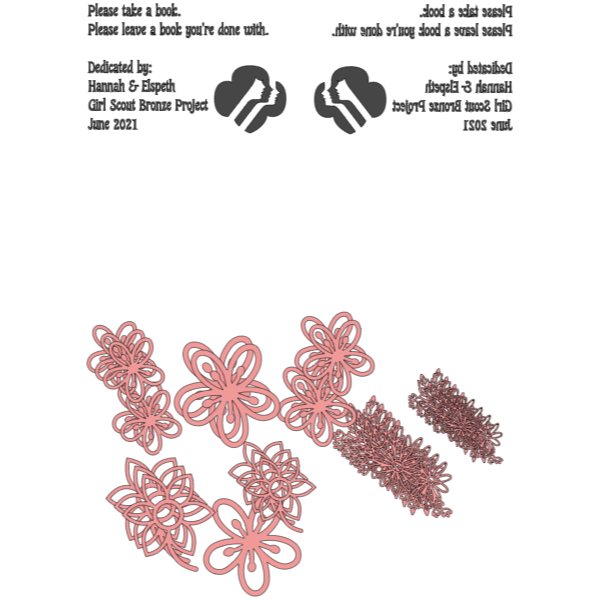 Please take a book.
Please leave a book you're done with.
Dedicated by:
Hannah & Elspeth
Girl Scout Bronze Project
June 2021
Please take a book.
Please leave a book you're done with.
Dedicated by:
Hannah & Elspeth
Girl Scout Bronze Project
June 2021